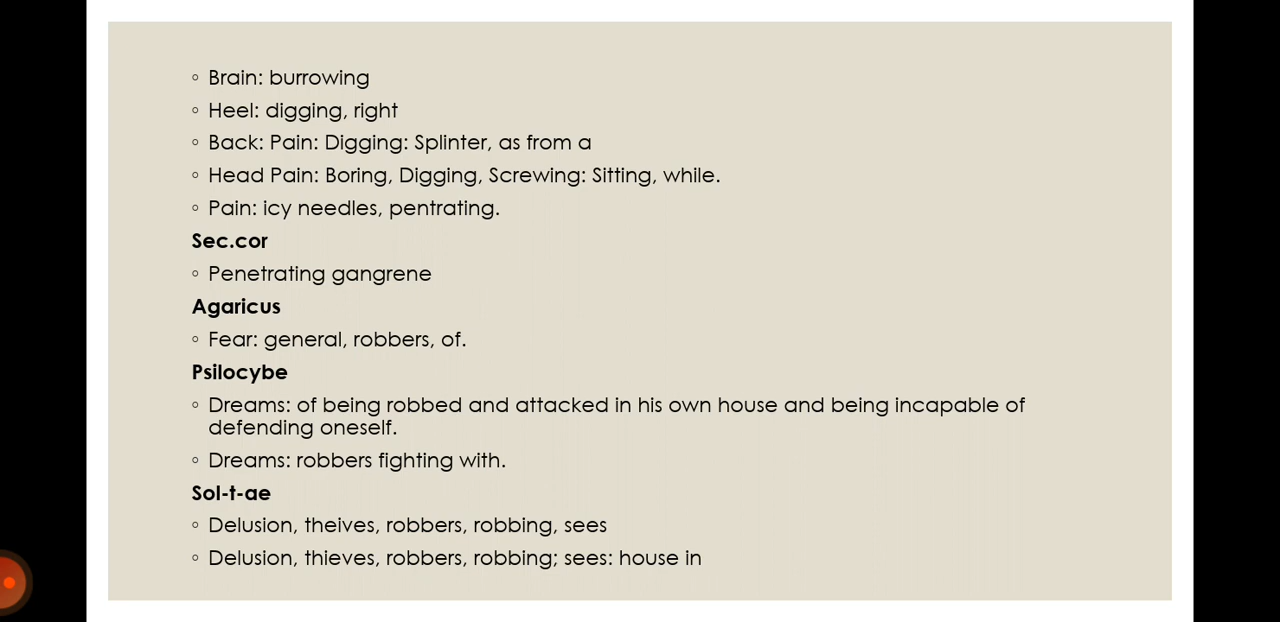 ◦ Brain: burrowing
◦ Heel: digging, right
◦ Back: Pain: Digging: Splinter, as from a
◦ Head Pain: Boring, Digging, Screwing: Sitting, while.
◦ Pain: icy needles, pentrating.
Sec.cor
◦ Penetrating gangrene
Agaricus
◦ Fear: general, robbers, of.
Psilocybe
◦ Dreams: of being robbed and attacked in his own house and being incapable of
defending oneself.
◦ Dreams: robbers fighting with.
Sol-t-ae
◦ Delusion, theives, robbers, robbing, sees
◦ Delusion, thieves, robbers, robbing; sees: house in